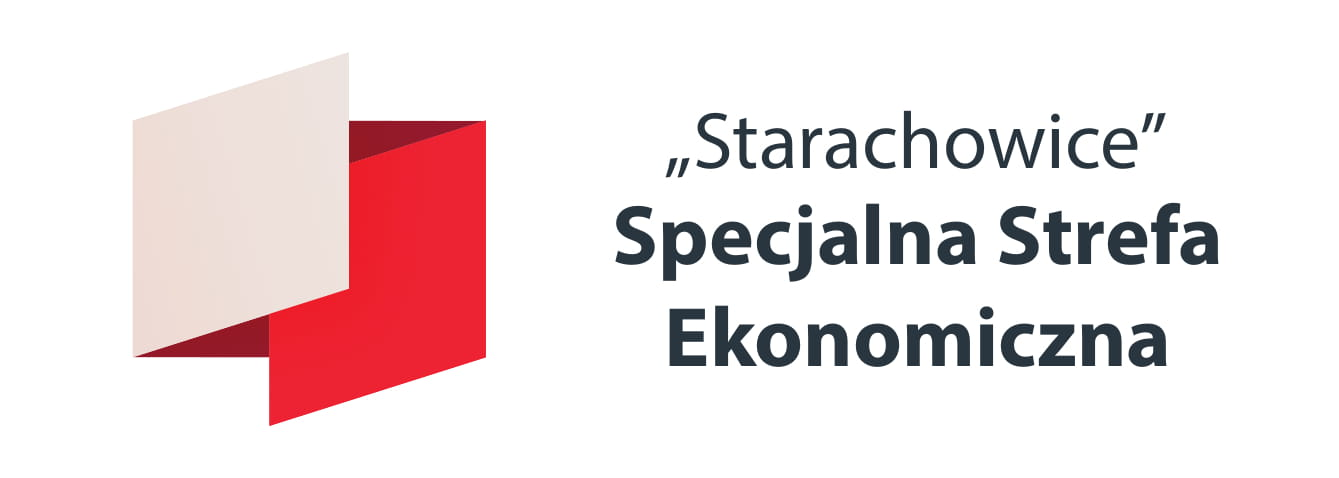 „Starachowice”
Specjalna Strefa
Ekonomiczna